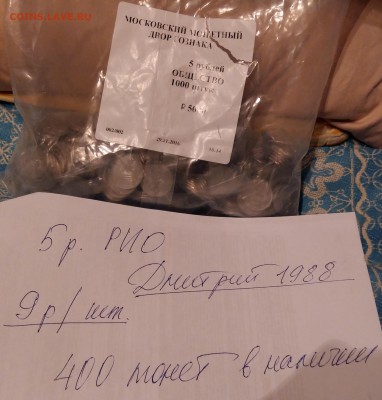 COINS.LAVE.RU
МОСКОВСКИЙ МОНЕТНЫЙ
ДВОР ГОЗНАКА
5 рублей
ОБЩЕСТВО
1000 штук
5р. РИО
Дмитрий 1988
9р/шт.
400 монет в наличии